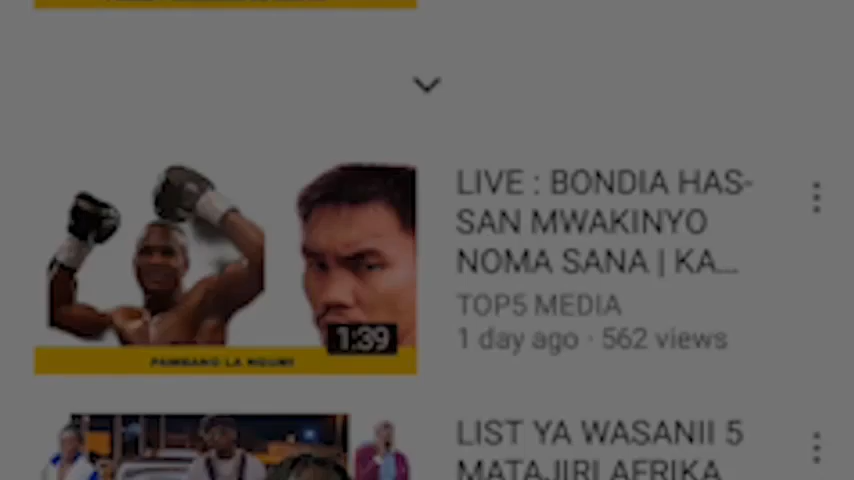 LIVE : BONDIA HAS-
SAN MWAKINYO
NOMA SANA | KA...
TOP5 MEDIA
1 day ago · 562 views
1:39
PAMBANO LA NGUMI
LIST YA WASANII 5
MATAJIRI AFRIKA